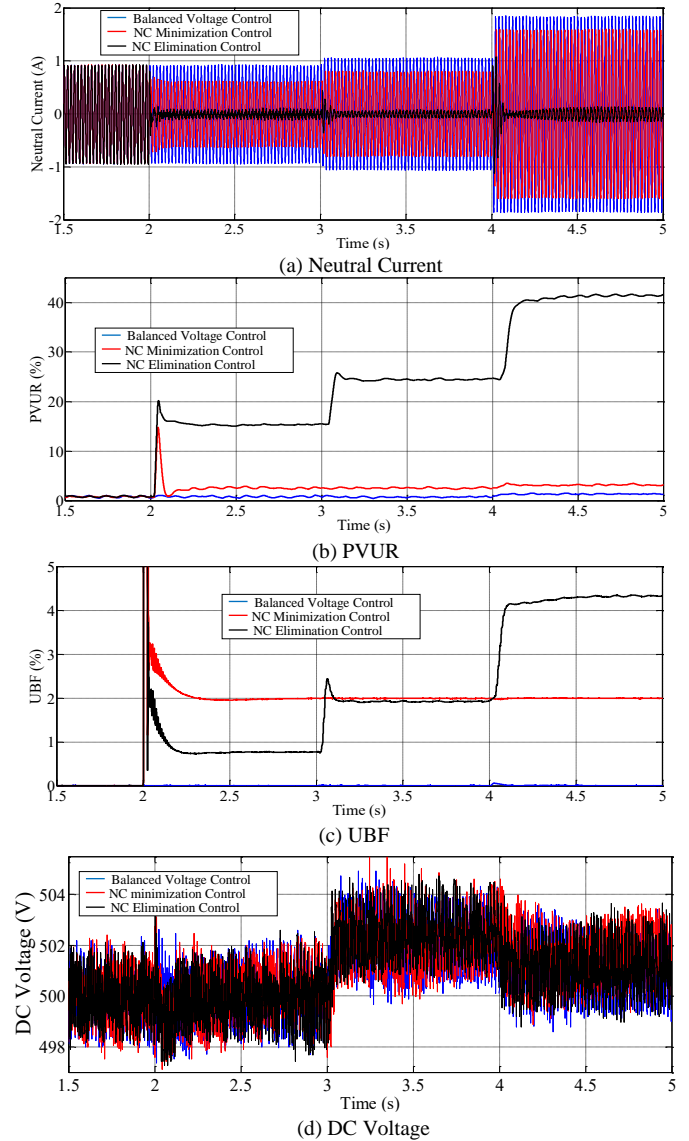 2
1
0
-1
-2
Neutral Current (A)
Balanced Voltage Control
NC Minimization Control
NC Elimination Control
1.5 2 2.5 3 3.5 4 4.5 5
Time (s)
(a) Neutral Current
40
30
20
10
0
PVUR (%)
Balanced Voltage Control
NC Minimization Control
NC Elimination Control
1.5 2 2.5 3 3.5 4 4.5 5
Time (s)
(b) PVUR
5
4
3
2
1
0
UBF (%)
Balanced Voltage Control
NC Minimization Control
NC Elimination Control
1.5 2 2.5 3 3.5 4 4.5 5
Time (s)
(c) UBF
504
502
500
498
DC Voltage (V)
Balanced Voltage Control
NC minimization Control
NC Elimination Control
1.5 2 2.5 3 3.5 4 4.5 5
Time (s)
(d) DC Voltage